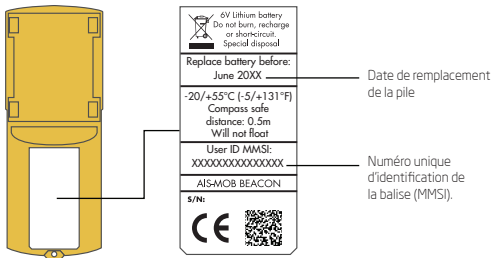 6V Lithium battery
Do not burn, recharge
or short-circuit.
Special disposal
Replace battery before:
June 20XX
Date de remplacement
de la pile
-20/+55°C (-5/+131°F)
Compass safe
distance: 0.5m
Will not float
User ID MMSI:
XXXXXXXXXXXXXXX
Numéro unique
d'identification de
la balise (MMSI).
AIS-MOB BEACON
S/N:
CE